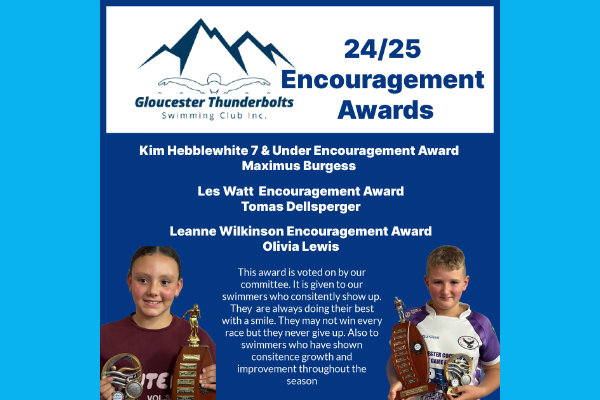 24/25
Encouragement
Awards
Gloucester Thunderbolts
Swimming Club Inc.
Kim Hebblewhite 7 & Under Encouragement Award
Maximus Burgess
Les Watt Encouragement Award
Tomas Dellsperger
Leanne Wilkinson Encouragement Award
Olivia Lewis
This award is voted on by our
committee. It is given to our
swimmers who consitently show up.
They are always doing their best
with a smile. They may not win every
race but they never give up. Also to
swimmers who have shown
consitence growth and
improvement throughout the
season